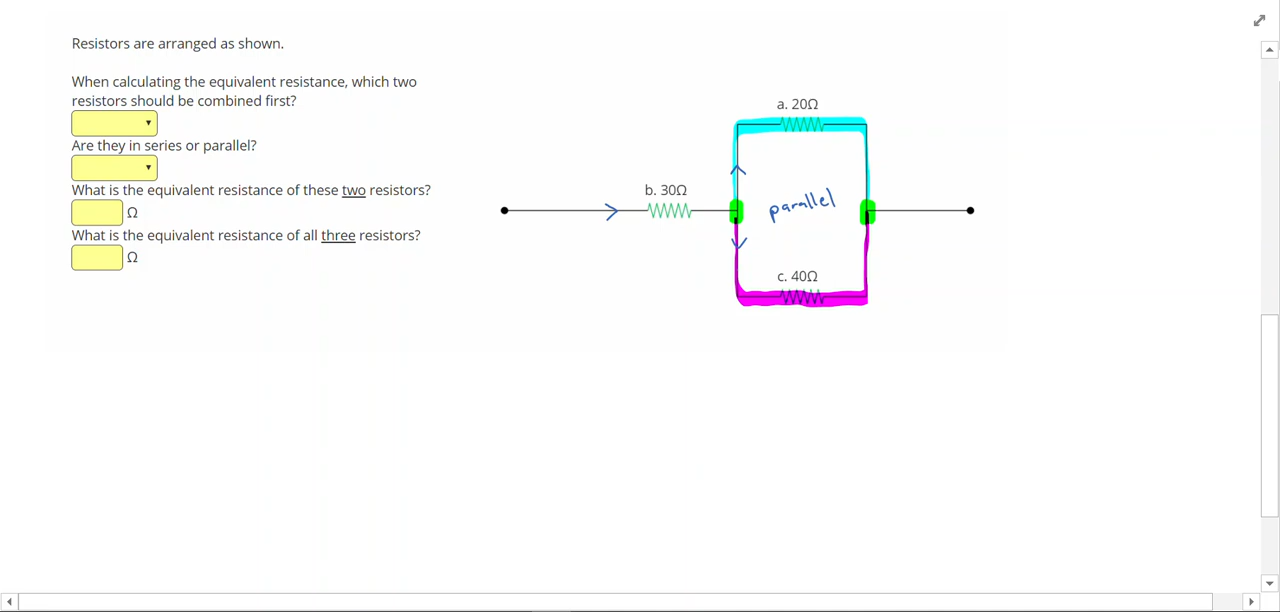 Resistors are arranged as shown.
When calculating the equivalent resistance, which two
resistors should be combined first?
Are they in series or parallel?
What is the equivalent resistance of these two resistors?
Ω
What is the equivalent resistance of all three resistors?
Ω
a. 20Ω
b. 30Ω
parallel
c. 40Ω